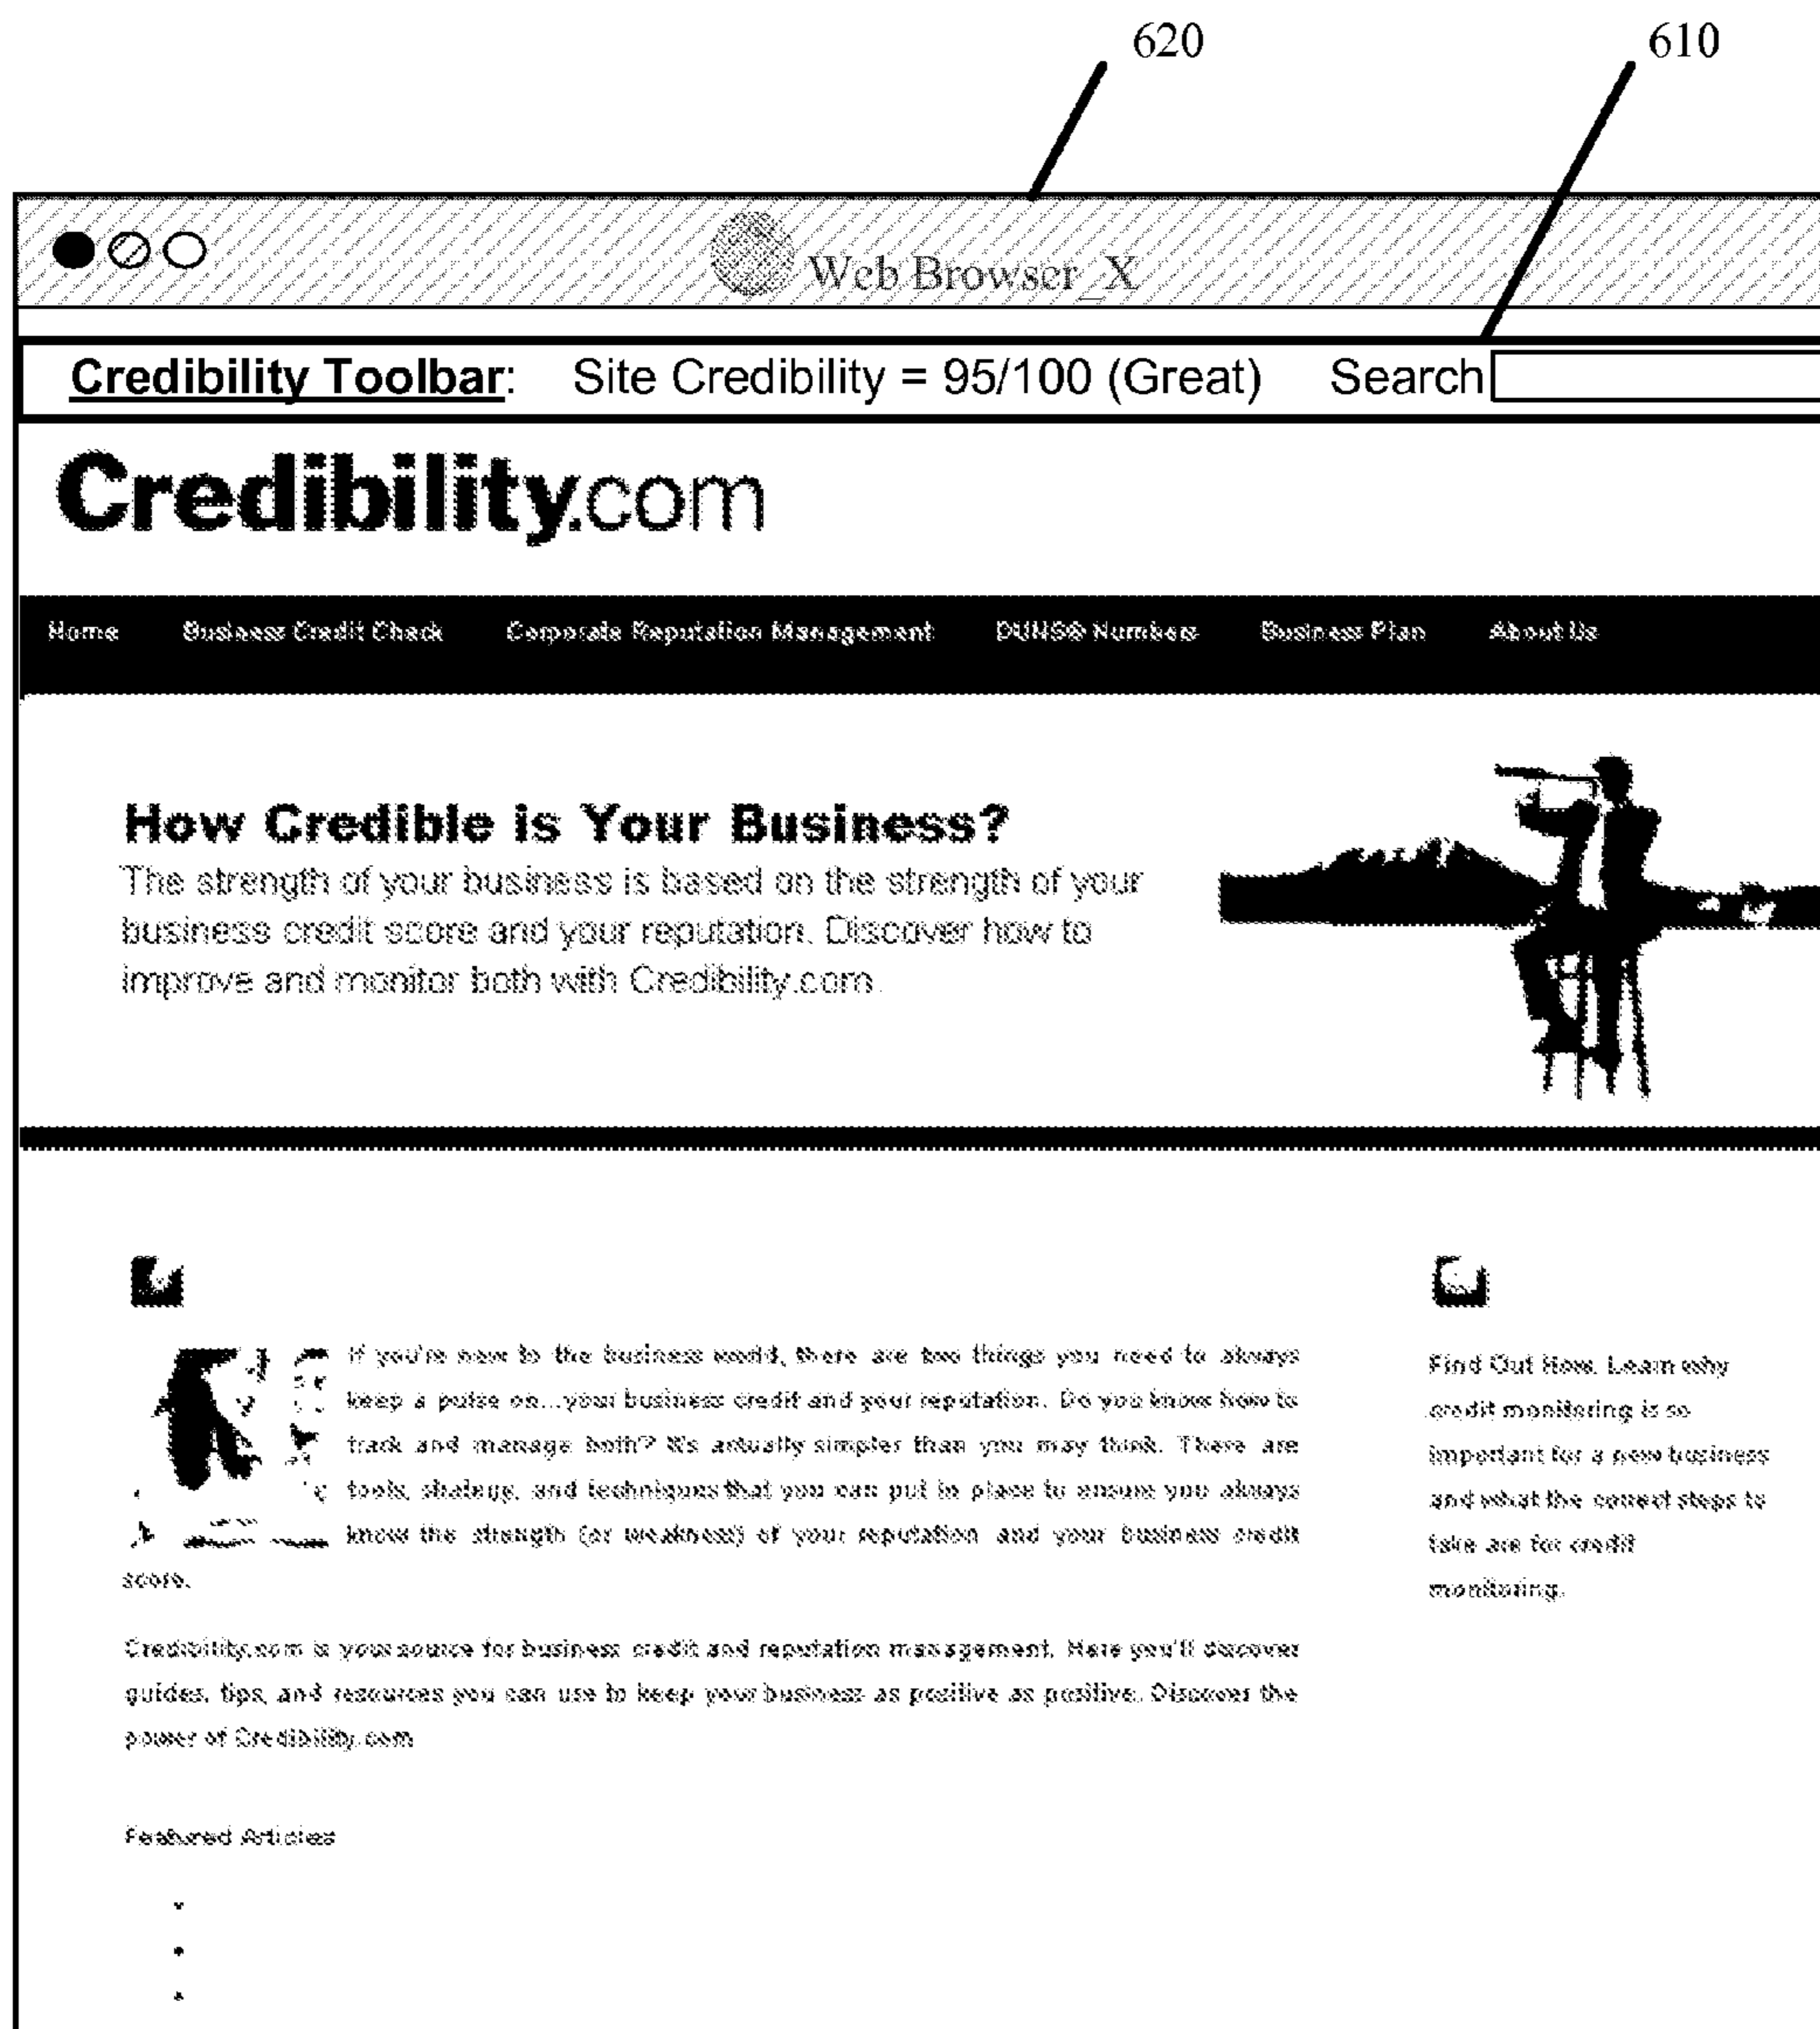 620 610
Web Browser_X
Credibility Toolbar: Site Credibility = 95/100 (Great) Search
Credibility.com
Home Business Credit Check Corporate Reputation Management DUNS® Numbers Business Plan About Us
How Credible is Your Business?
The strength of your business is based on the strength of your
business credit score and your reputation. Discover how to
improve and monitor both with Credibility.com.
If you're new to the business world, there are two things you need to always
keep a pulse on...your business credit and your reputation. Do you know how to
track and manage both? It's actually simpler than you may think. There are
tools, strategy, and techniques that you can put in place to ensure you always
know the strength (or weakness) of your reputation and your business credit
score.
Credibility.com is your source for business credit and reputation management. Here you'll discover
guides, tips, and resources you can use to keep your business as positive as positive. Discover the
power of Credibility.com
Featured Articles
Find Out How. Learn why
credit monitoring is so
important for a new business
and what the correct steps to
take are for credit
monitoring.